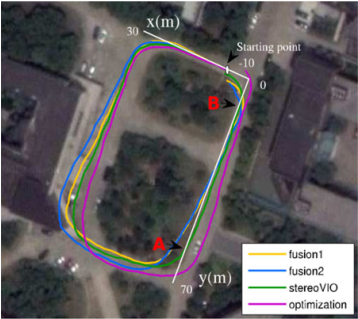 x(m)
30
Starting point
-10
0
B
A
y(m)
70
fusion1
fusion2
stereoVIO
optimization